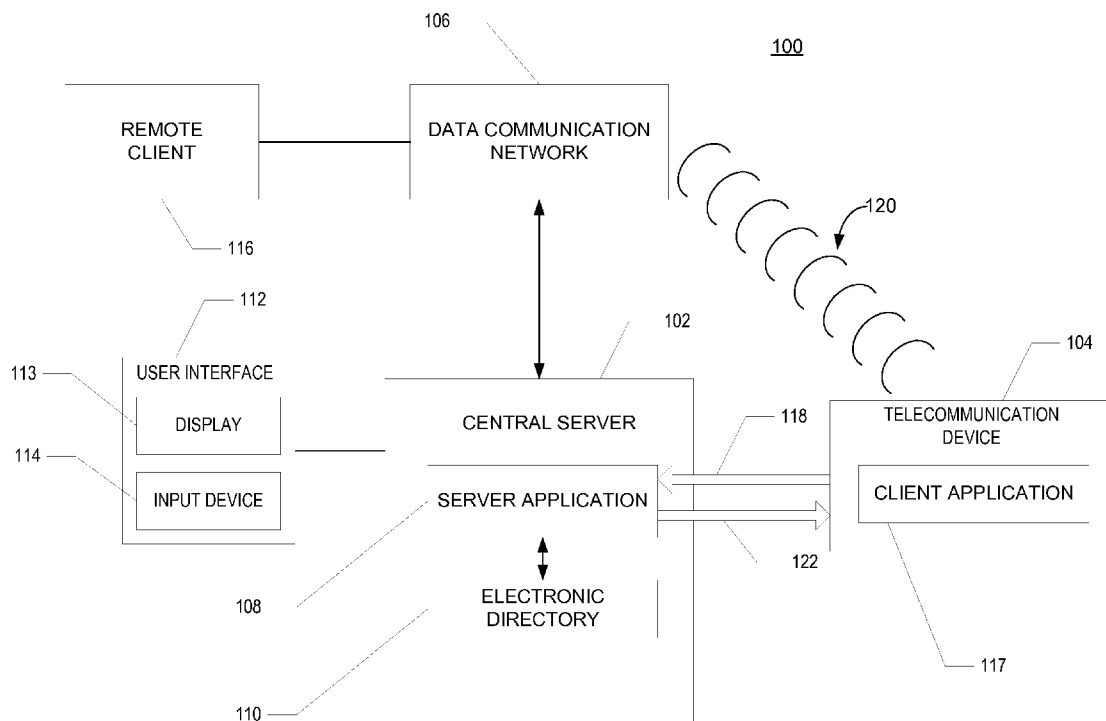 106
100
REMOTE
CLIENT
DATA COMMUNICATION
NETWORK
120
116
112
102
104
USER INTERFACE
113
DISPLAY
CENTRAL SERVER
118
TELECOMMUNICATION
DEVICE
114
INPUT DEVICE
SERVER APPLICATION
CLIENT APPLICATION
122
108
ELECTRONIC
DIRECTORY
117
110